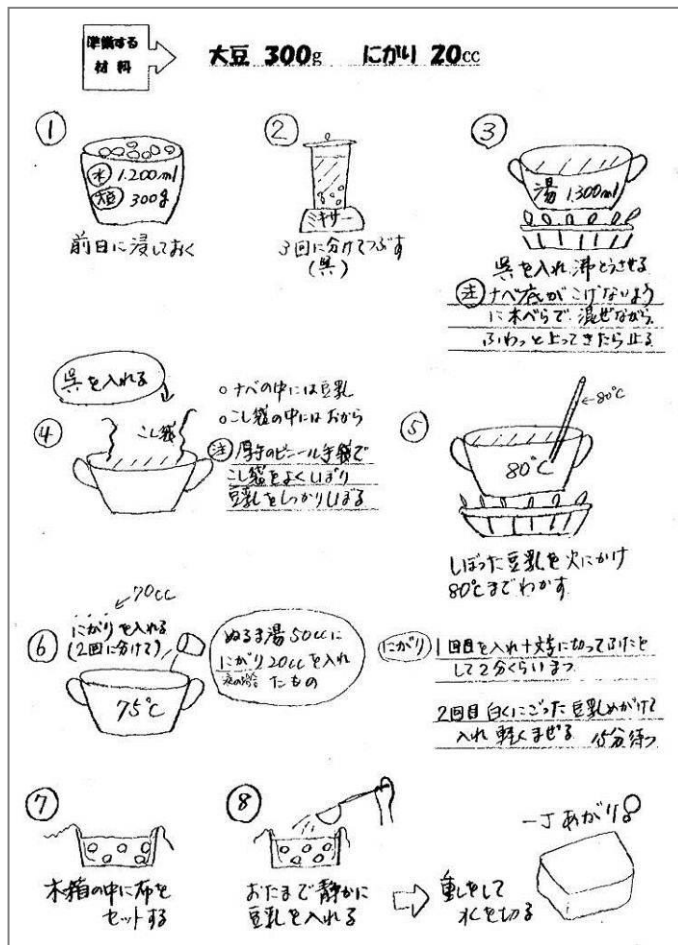 準備する
材料
大豆 300g にがり 20cc
①
水 1.200ml
大豆 300g
前日に浸しておく
②
ミキサー
3回に分けてつぶす
(呉)
③
湯 1.300ml
呉を入れ沸とうさせる
注 ナベ底がこげないよう
に木べらで混ぜながら
ふわっと上ってきたら止る
呉を入れる
④
こし袋
○ナベの中には豆乳
○こし袋の中にはおから
注 厚手のビニール手袋で
こし袋をよくしぼり
豆乳をしっかりしぼる
⑤
←80℃
80℃
しぼった豆乳を火にかけ
80℃までわかす
70cc
⑥
にがりを入れる
(2回に分けて)
75℃
ぬるま湯50ccに
にがり20ccを入れ
たもの
にがり
1回目を入れ十文字に切ってふたを
して2分くらいまつ
2回目 白くにごった豆乳めがけて
入れ 軽くまぜる 15分待つ
⑦
木箱の中に布を
セットする
⑧
おたまで静かに
豆乳を入れる
重しをして
水を切る
一丁あがり